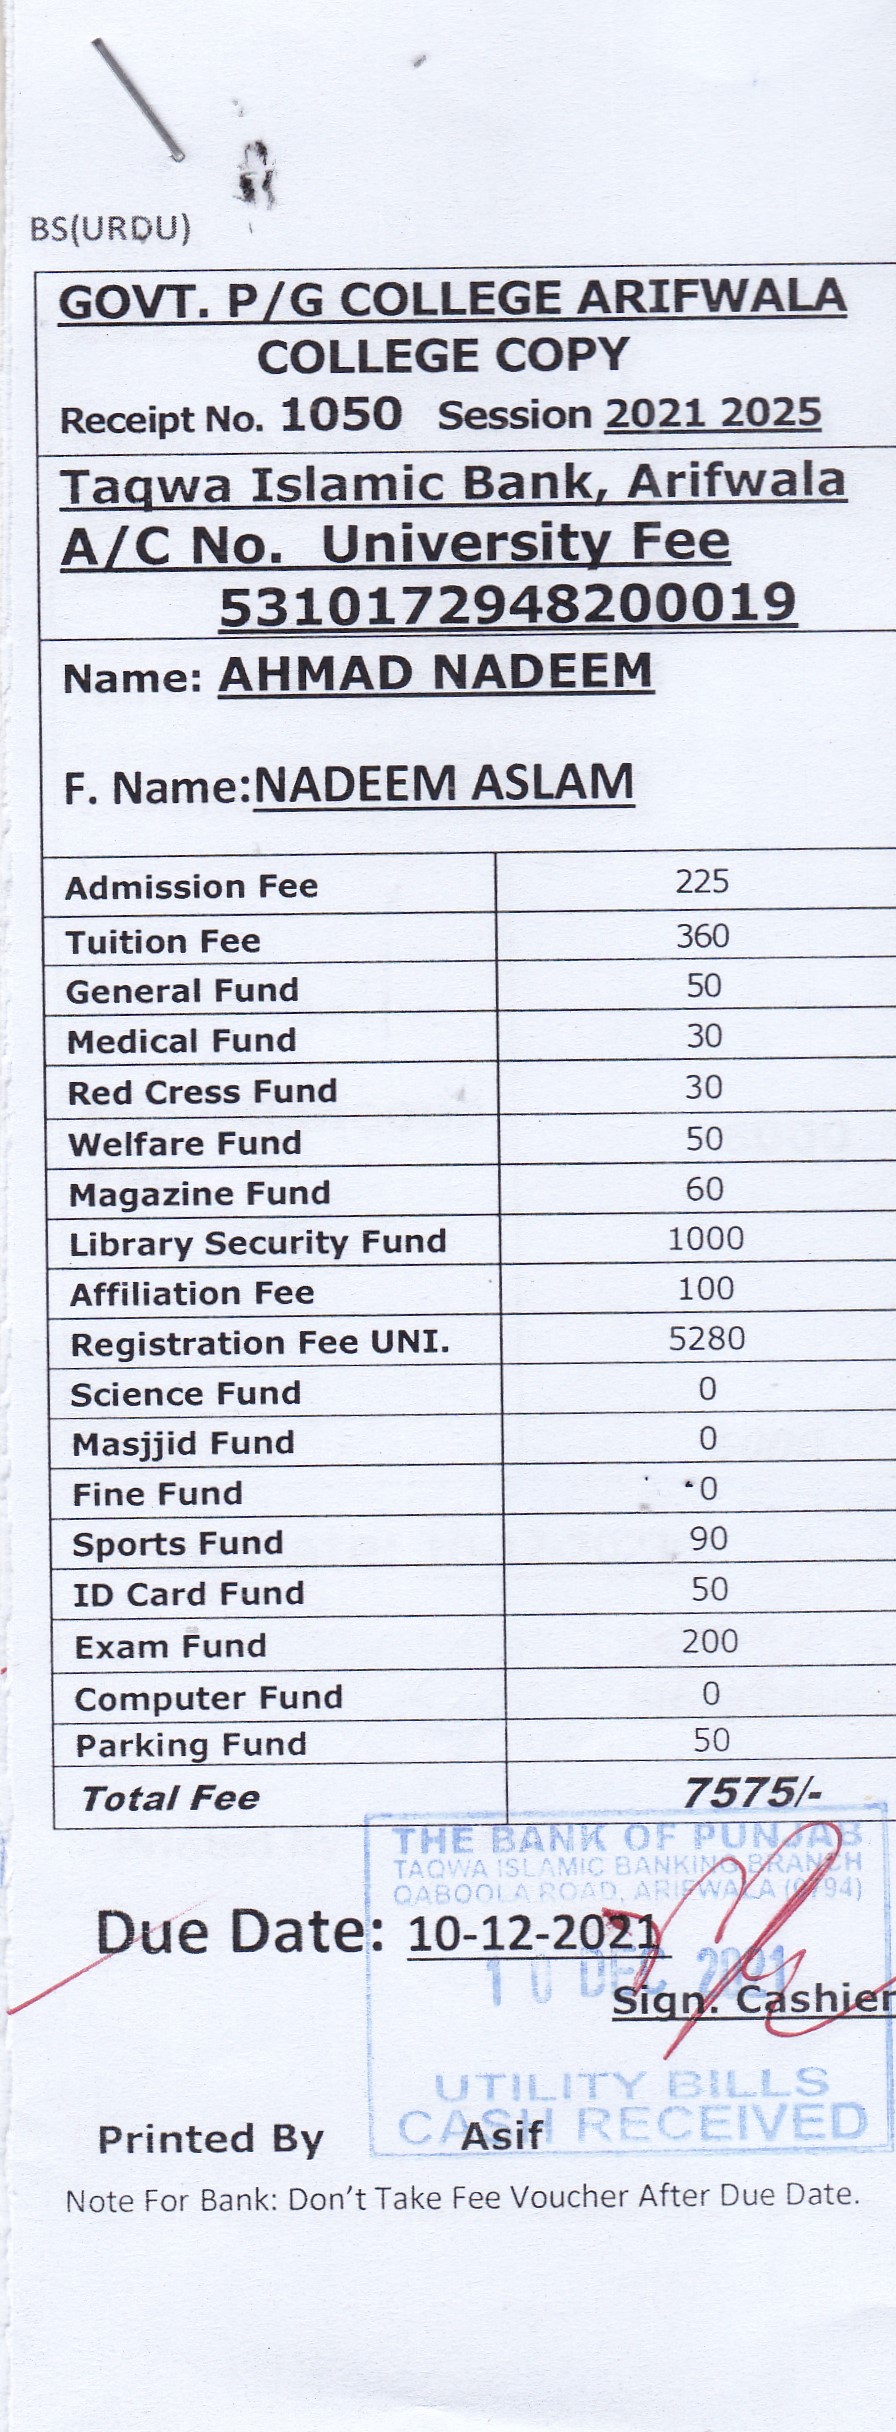 BS(URDU)
GOVT. P/G COLLEGE ARIFWALA
COLLEGE COPY
Receipt No. 1050 Session 2021 2025
Taqwa Islamic Bank, Arifwala
A/C No. University Fee
5310172948200019
Name: AHMAD NADEEM
F. Name:NADEEM ASLAM
Admission Fee 225
Tuition Fee 360
General Fund 50
Medical Fund 30
Red Cress Fund 30
Welfare Fund 50
Magazine Fund 60
Library Security Fund 1000
Affiliation Fee 100
Registration Fee UNI. 5280
Science Fund 0
Masjjid Fund 0
Fine Fund 0
Sports Fund 90
ID Card Fund 50
Exam Fund 200
Computer Fund 0
Parking Fund 50
Total Fee 7575/-
THE BANK OF PUNJAB
TAQWA ISLAMIC BANKING BRANCH
QABOOLA ROAD, ARIFWALA
Due Date: 10-12-2021
10 DEC 2021
Sign. Cashier
UTILITY BILLS
CASH RECEIVED
Printed By Asif
Note For Bank: Don't Take Fee Voucher After Due Date.